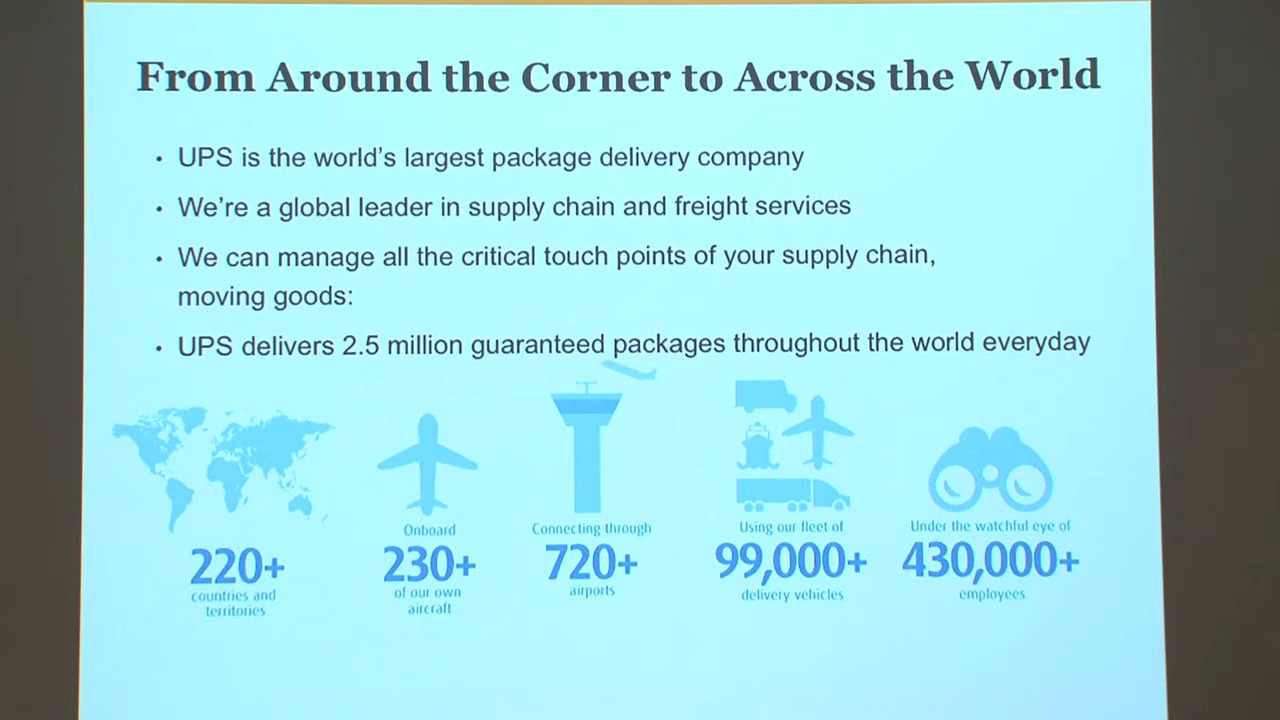 From Around the Corner to Across the World
• UPS is the world's largest package delivery company
• We're a global leader in supply chain and freight services
• We can manage all the critical touch points of your supply chain,
moving goods:
• UPS delivers 2.5 million guaranteed packages throughout the world everyday
220+
countries and
territories
Onboard
230+
of our own
aircraft
Connecting through
720+
airports
Using our fleet of
99,000+
delivery vehicles
Under the watchful eye of
430,000+
employees